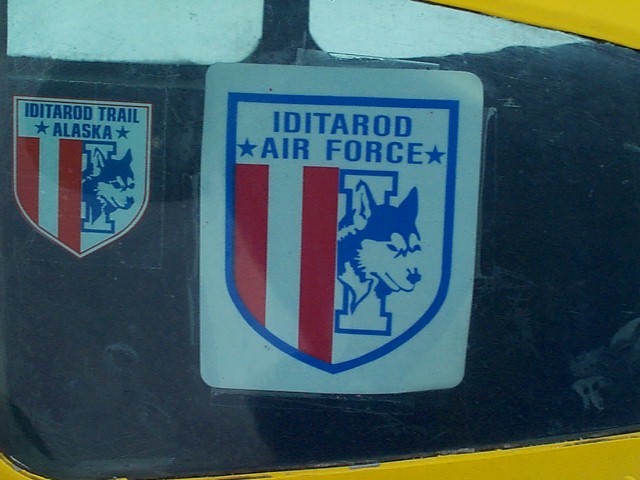 IDITAROD TRAIL
★ ALASKA ★
I
IDITAROD
★AIR FORCE★
I